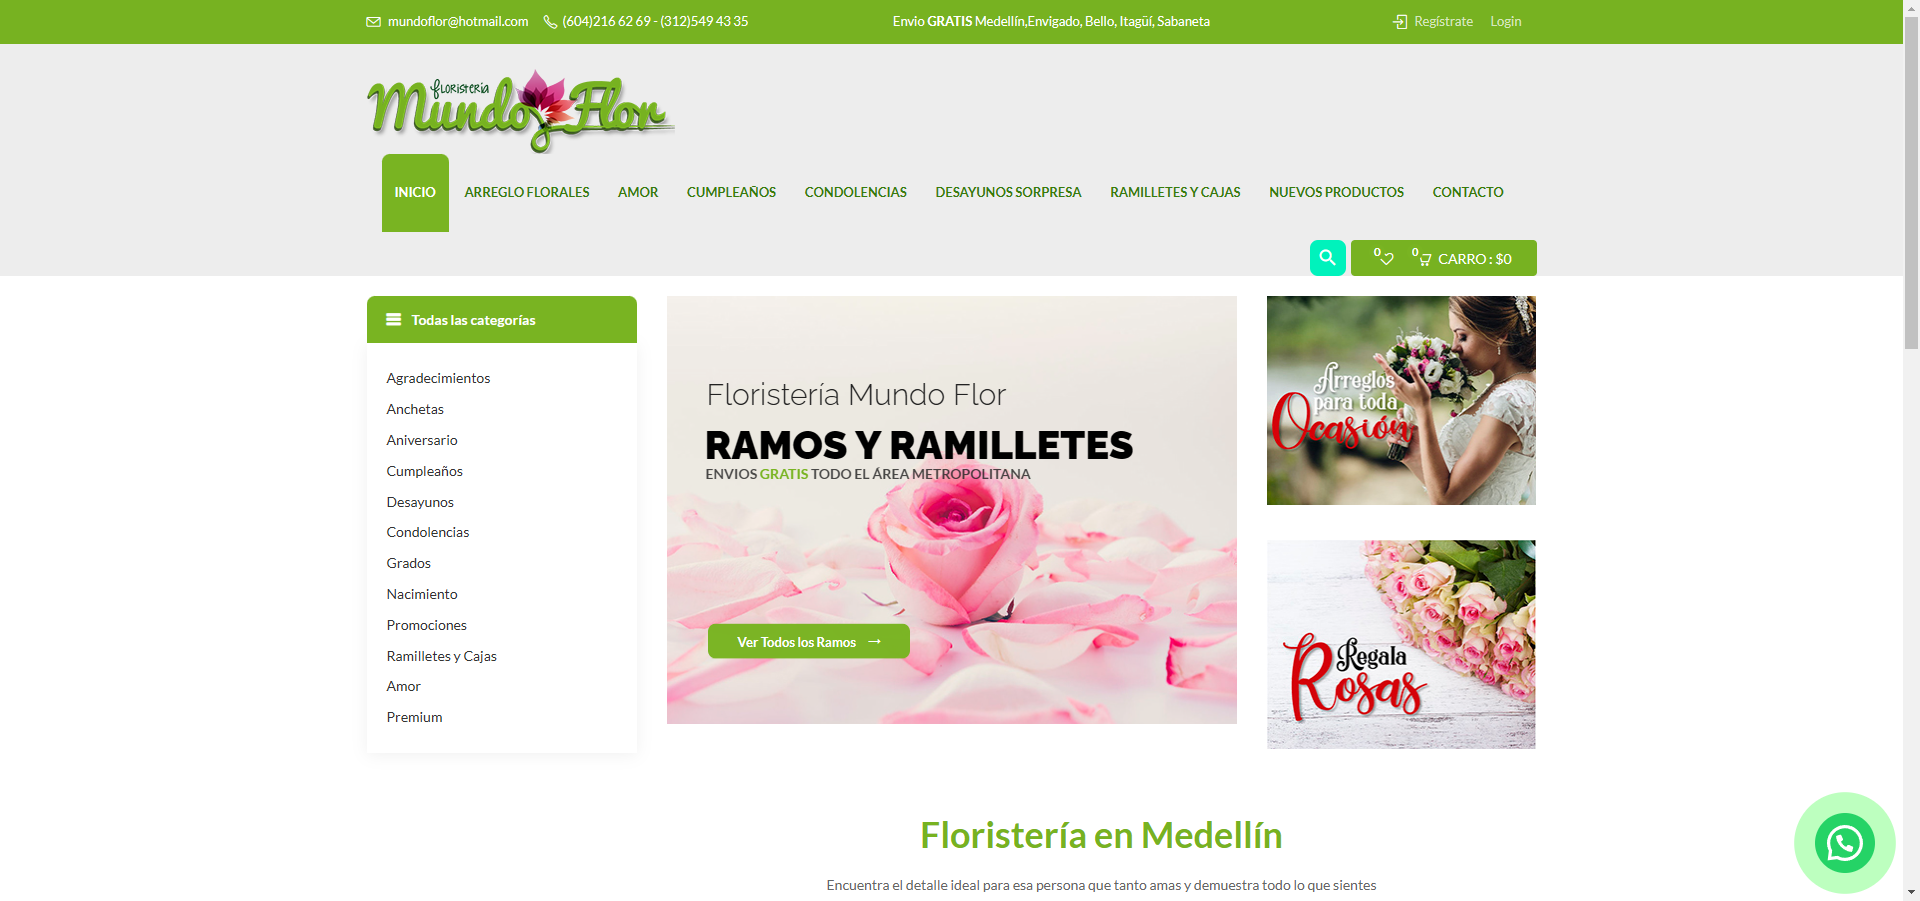 mundoflor@hotmail.com (604)216 62 69 - (312)549 43 35 Envio GRATIS Medellín,Envigado, Bello, Itagüí, Sabaneta Regístrate Login
FLORISTERÍA
Mundo Flor
INICIO ARREGLO FLORALES AMOR CUMPLEAÑOS CONDOLENCIAS DESAYUNOS SORPRESA RAMILLETES Y CAJAS NUEVOS PRODUCTOS CONTACTO
0 0 CARRO : $0
Todas las categorías
Agradecimientos
Anchetas
Aniversario
Cumpleaños
Desayunos
Condolencias
Grados
Nacimiento
Promociones
Ramilletes y Cajas
Amor
Premium
Floristería Mundo Flor
RAMOS Y RAMILLETES
ENVIOS GRATIS TODO EL ÁREA METROPOLITANA
Ver Todos los Ramos →
Arreglos
para toda
Ocasión
Regala
Rosas
Floristería en Medellín
Encuentra el detalle ideal para esa persona que tanto amas y demuestra todo lo que sientes